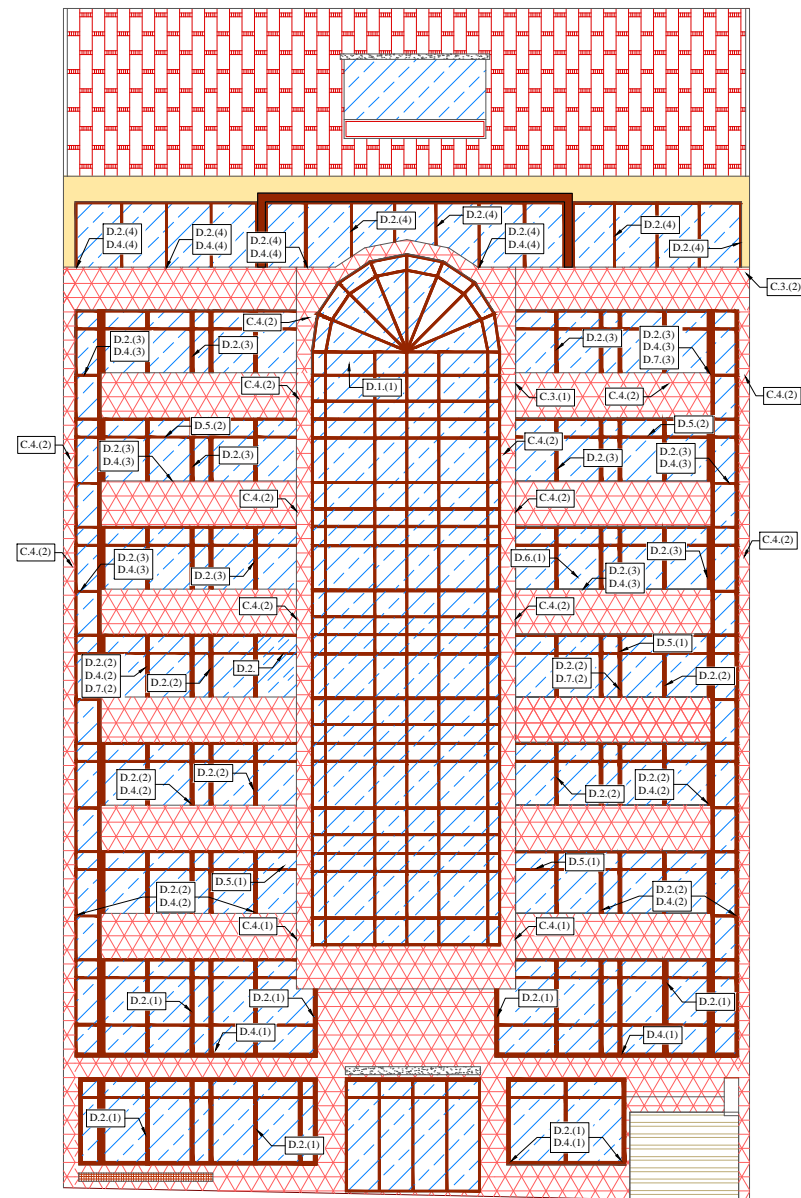 D.2.(4)
D.4.(4)
D.2.(4)
D.4.(4)
D.2.(4)
D.4.(4)
D.2.(4)
D.2.(4)
D.2.(4)
D.4.(4)
D.2.(4)
D.2.(4)
C.3.(2)
C.4.(2)
D.2.(3)
D.4.(3)
D.2.(3)
D.2.(3)
D.2.(3)
D.4.(3)
D.7.(3)
C.4.(2)
D.1.(1)
C.3.(1)
C.4.(2)
C.4.(2)
C.4.(2)
D.5.(2)
D.2.(3)
D.4.(3)
D.2.(3)
C.4.(2)
D.2.(3)
D.5.(2)
D.2.(3)
D.4.(3)
C.4.(2)
C.4.(2)
C.4.(2)
D.2.(3)
D.4.(3)
D.2.(3)
D.6.(1)
D.2.(3)
D.4.(3)
D.2.(3)
C.4.(2)
C.4.(2)
C.4.(2)
D.2.(2)
D.4.(2)
D.7.(2)
D.2.(2)
D.2.
D.5.(1)
D.2.(2)
D.7.(2)
D.2.(2)
D.2.(2)
D.4.(2)
D.2.(2)
D.2.(2)
D.2.(2)
D.4.(2)
D.5.(1)
D.2.(2)
D.4.(2)
D.5.(1)
D.2.(2)
D.4.(2)
C.4.(1)
C.4.(1)
D.2.(1)
D.2.(1)
D.4.(1)
D.2.(1)
D.2.(1)
D.4.(1)
D.2.(1)
D.2.(1)
D.2.(1)
D.4.(1)